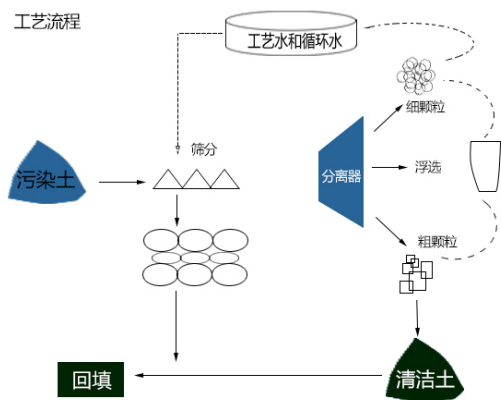 工艺流程
工艺水和循环水
细颗粒
筛分
污染土
分离器
浮选
粗颗粒
回填
清洁土